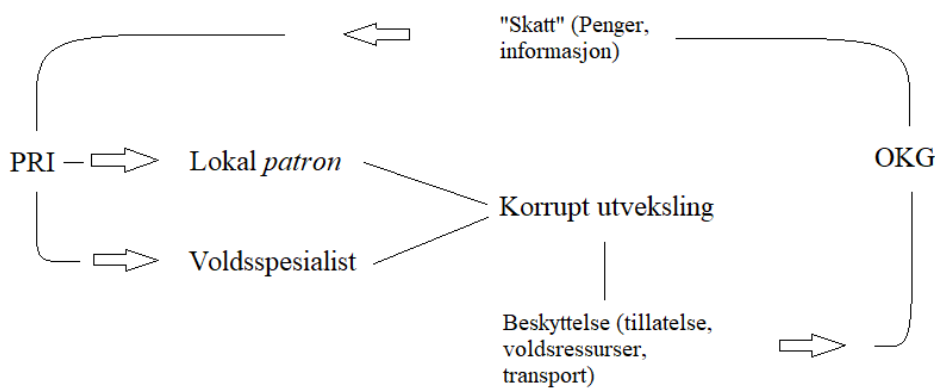 "Skatt" (Penger,
informasjon)
PRI
Lokal patron
OKG
Korrupt utveksling
Voldsspesialist
Beskyttelse (tillatelse,
voldsressurser,
transport)